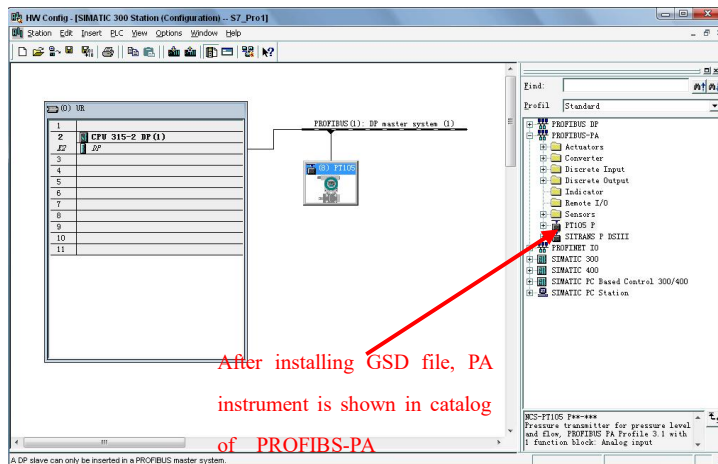 HW Config - [SIMATIC 300 Station (Configuration) -- S7_Pro1]
Station Edit Insert PLC View Options Window Help
(0) UR
1
2 CPU 315-2 DP(1)
X2 DP
3
4
5
6
7
8
9
10
11
PROFIBUS(1): DP master system (1)
(8) PT105
Find:
Profil Standard
PROFIBUS DP
PROFIBUS-PA
Actuators
Converter
Discrete Input
Discrete Output
Indicator
Remote I/O
Sensors
PT105 P
SITRANS P DSIII
PROFINET IO
SIMATIC 300
SIMATIC 400
SIMATIC PC Based Control 300/400
SIMATIC PC Station
After installing GSD file, PA
instrument is shown in catalog
of PROFIBS-PA
NCS-PT105 P**-***
Pressure transmitter for pressure level
and flow, PROFIBUS PA Profile 3.1 with
1 function block: Analog input
A DP slave can only be inserted in a PROFIBUS master system.